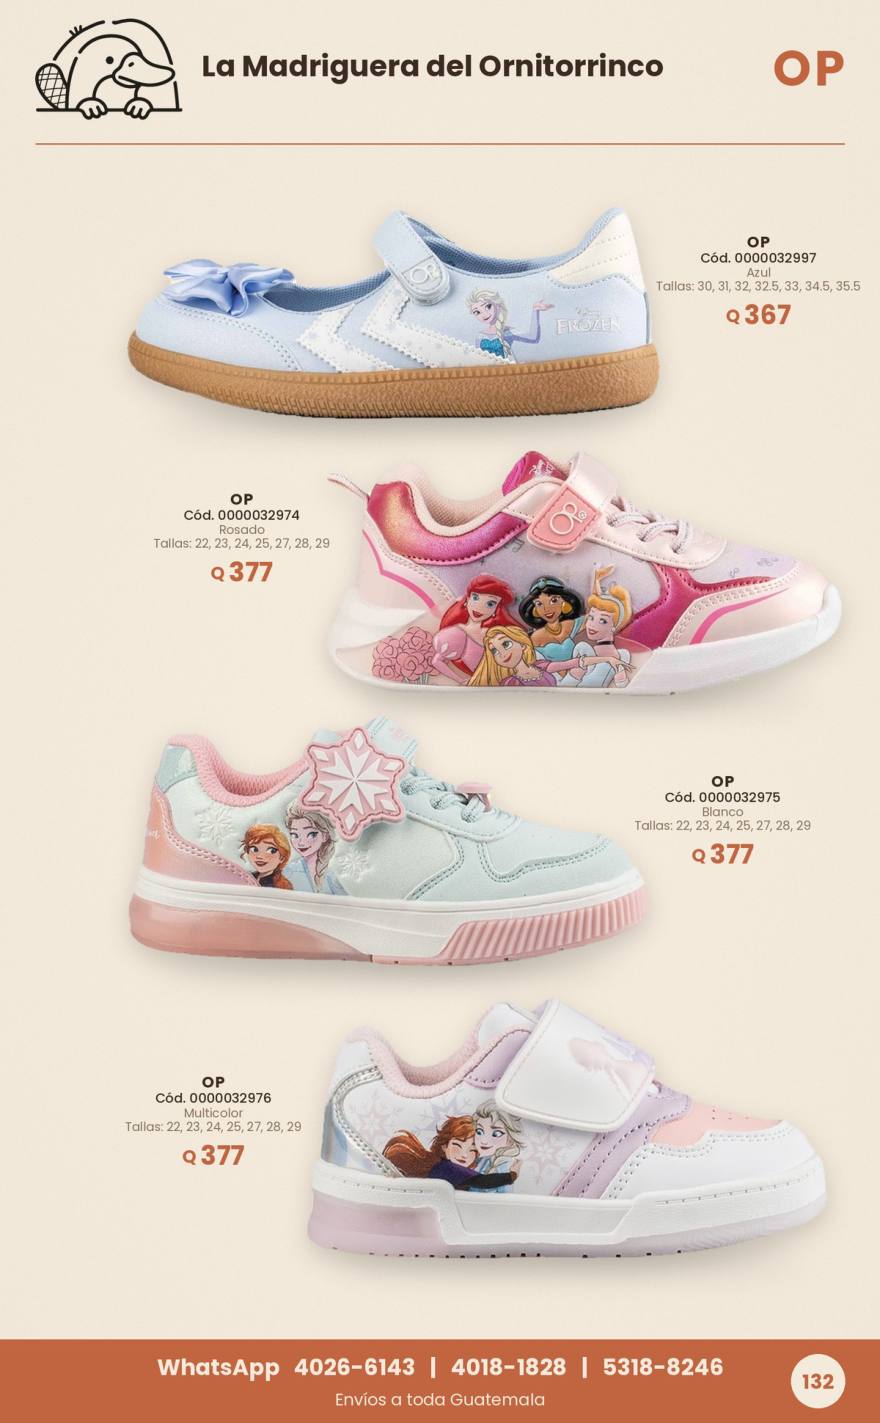 La Madriguera del Ornitorrinco
OP
OP
Cód. 0000032997
Azul
Tallas: 30, 31, 32, 32.5, 33, 34.5, 35.5
Q 367
OP
FROZEN
OP
Cód. 0000032974
Rosado
Tallas: 22, 23, 24, 25, 27, 28, 29
Q 377
OP
OP
Cód. 0000032975
Blanco
Tallas: 22, 23, 24, 25, 27, 28, 29
Q 377
OP
Cód. 0000032976
Multicolor
Tallas: 22, 23, 24, 25, 27, 28, 29
Q 377
WhatsApp 4026-6143 | 4018-1828 | 5318-8246
Envíos a toda Guatemala
132